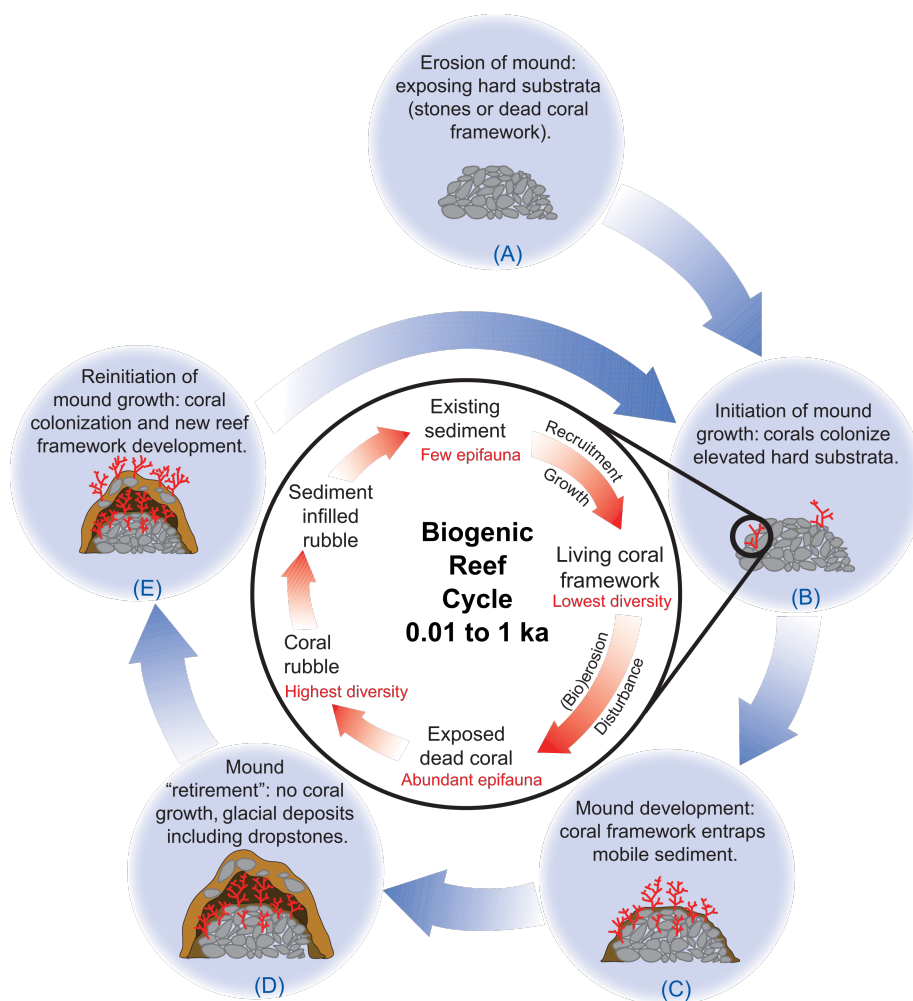 Erosion of mound:
exposing hard substrata
(stones or dead coral
framework).
(A)
Initiation of mound
growth: corals colonize
elevated hard substrata.
(B)
Mound development:
coral framework entraps
mobile sediment.
(C)
Mound
“retirement”: no coral
growth, glacial deposits
including dropstones.
(D)
Reinitiation of
mound growth: coral
colonization and new reef
framework development.
(E)
Existing
sediment
Few epifauna
Recruitment
Growth
Living coral
framework
Lowest diversity
(Bio)erosion
Disturbance
Exposed
dead coral
Abundant epifauna
Coral
rubble
Highest diversity
Sediment
infilled
rubble
Biogenic
Reef
Cycle
0.01 to 1 ka